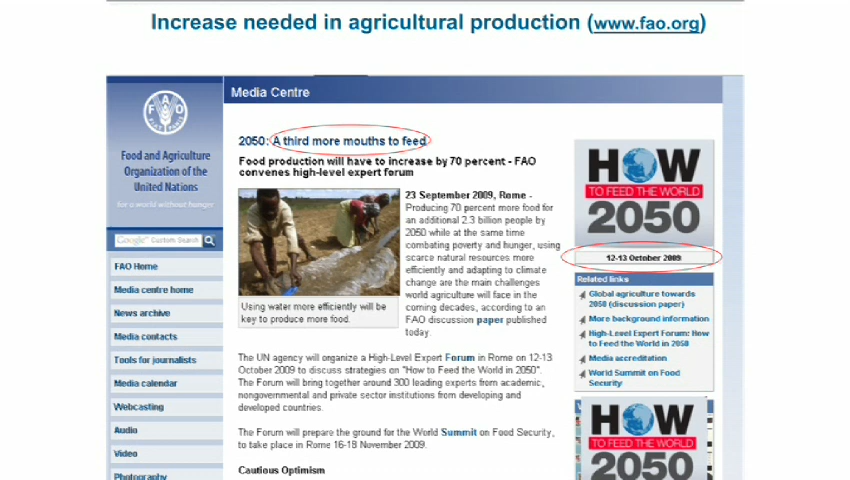 Increase needed in agricultural production (www.fao.org)
FAO
FIAT PANIS
Food and Agriculture
Organization of the
United Nations
for a world without hunger
Google Custom Search
FAO Home
Media centre home
News archive
Media contacts
Tools for journalists
Media calendar
Webcasting
Audio
Video
Photography
Media Centre
2050: A third more mouths to feed
Food production will have to increase by 70 percent - FAO
convenes high-level expert forum
Using water more efficiently will be
key to produce more food.
23 September 2009, Rome -
Producing 70 percent more food for
an additional 2.3 billion people by
2050 while at the same time
combating poverty and hunger, using
scarce natural resources more
efficiently and adapting to climate
change are the main challenges
world agriculture will face in the
coming decades, according to an
FAO discussion paper published
today.
The UN agency will organize a High-Level Expert Forum in Rome on 12-13
October 2009 to discuss strategies on "How to Feed the World in 2050".
The Forum will bring together around 300 leading experts from academic,
nongovernmental and private sector institutions from developing and
developed countries.
The Forum will prepare the ground for the World Summit on Food Security,
to take place in Rome 16-18 November 2009.
Cautious Optimism
HOW
TO FEED THE WORLD
2050
12-13 October 2009
Related links
Global agriculture towards
2050 (discussion paper)
More background information
High-Level Expert Forum: How
to Feed the World in 2050
Media accreditation
World Summit on Food
Security
HOW
TO FEED THE WORLD
2050